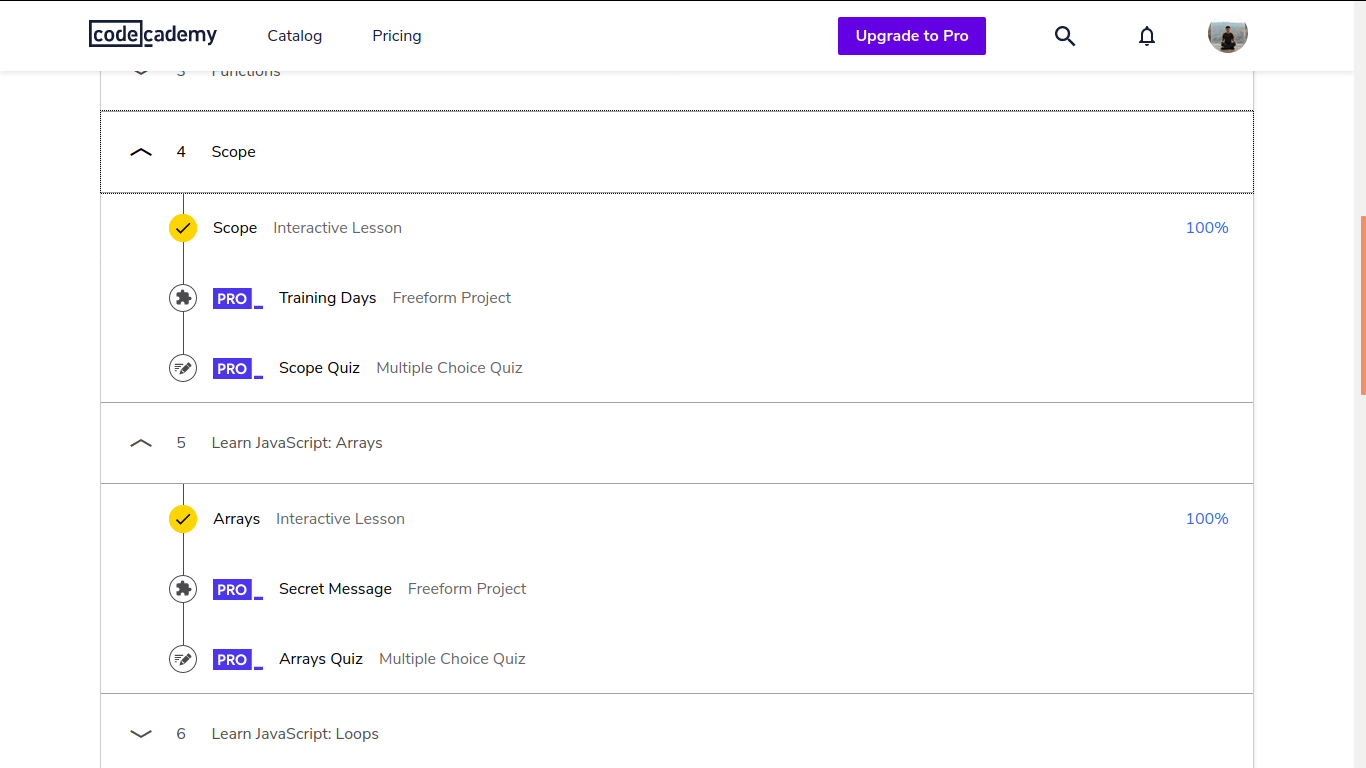 codecademy Catalog Pricing Upgrade to Pro
3 Functions
4 Scope
Scope Interactive Lesson 100%
PRO Training Days Freeform Project
PRO Scope Quiz Multiple Choice Quiz
5 Learn JavaScript: Arrays
Arrays Interactive Lesson 100%
PRO Secret Message Freeform Project
PRO Arrays Quiz Multiple Choice Quiz
6 Learn JavaScript: Loops